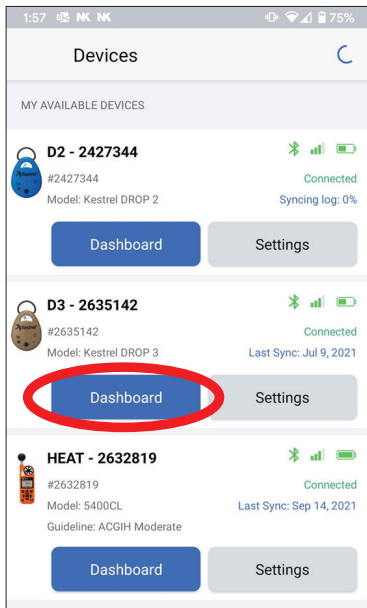 1:57 NK NK 75%
Devices
MY AVAILABLE DEVICES
D2 - 2427344
#2427344 Connected
Model: Kestrel DROP 2 Syncing log: 0%
Dashboard Settings
D3 - 2635142
#2635142 Connected
Model: Kestrel DROP 3 Last Sync: Jul 9, 2021
Dashboard Settings
HEAT - 2632819
#2632819 Connected
Model: 5400CL Last Sync: Sep 14, 2021
Guideline: ACGIH Moderate
Dashboard Settings